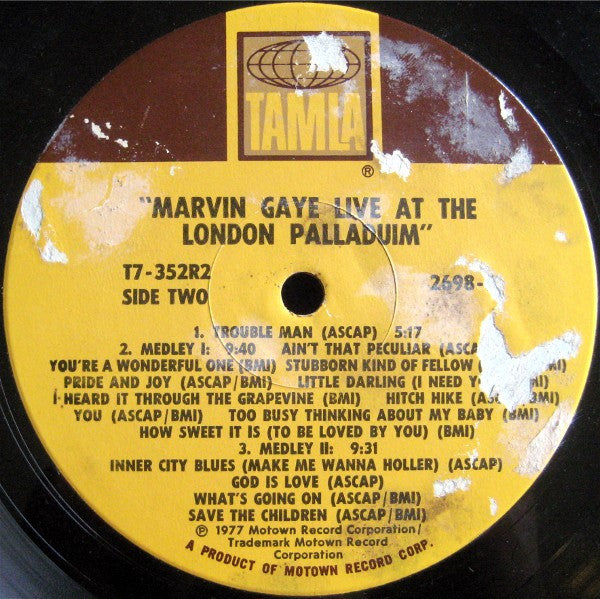 TAMLA
®
"MARVIN GAYE LIVE AT THE
LONDON PALLADUIM"
T7-352R2
2698-
SIDE TWO
1. TROUBLE MAN (ASCAP) 5:17
2. MEDLEY I: 9:40 AIN'T THAT PECULIAR (ASCA
YOU'RE A WONDERFUL ONE (BMI) STUBBORN KIND OF FELLOW ( BMI)
PRIDE AND JOY (ASCAP/BMI) LITTLE DARLING (I NEED Y
I HEARD IT THROUGH THE GRAPEVINE (BMI) HITCH HIKE (AS BMI)
YOU (ASCAP/BMI) TOO BUSY THINKING ABOUT MY BABY (BMI)
HOW SWEET IT IS (TO BE LOVED BY YOU) (BMI)
3. MEDLEY II: 9:31
INNER CITY BLUES (MAKE ME WANNA HOLLER) (ASCAP)
GOD IS LOVE (ASCAP)
WHAT'S GOING ON (ASCAP/BMI)
SAVE THE CHILDREN (ASCAP/BMI)
℗ 1977 Motown Record Corporation/
Trademark Motown Record
Corporation
A PRODUCT OF MOTOWN RECORD CORP.